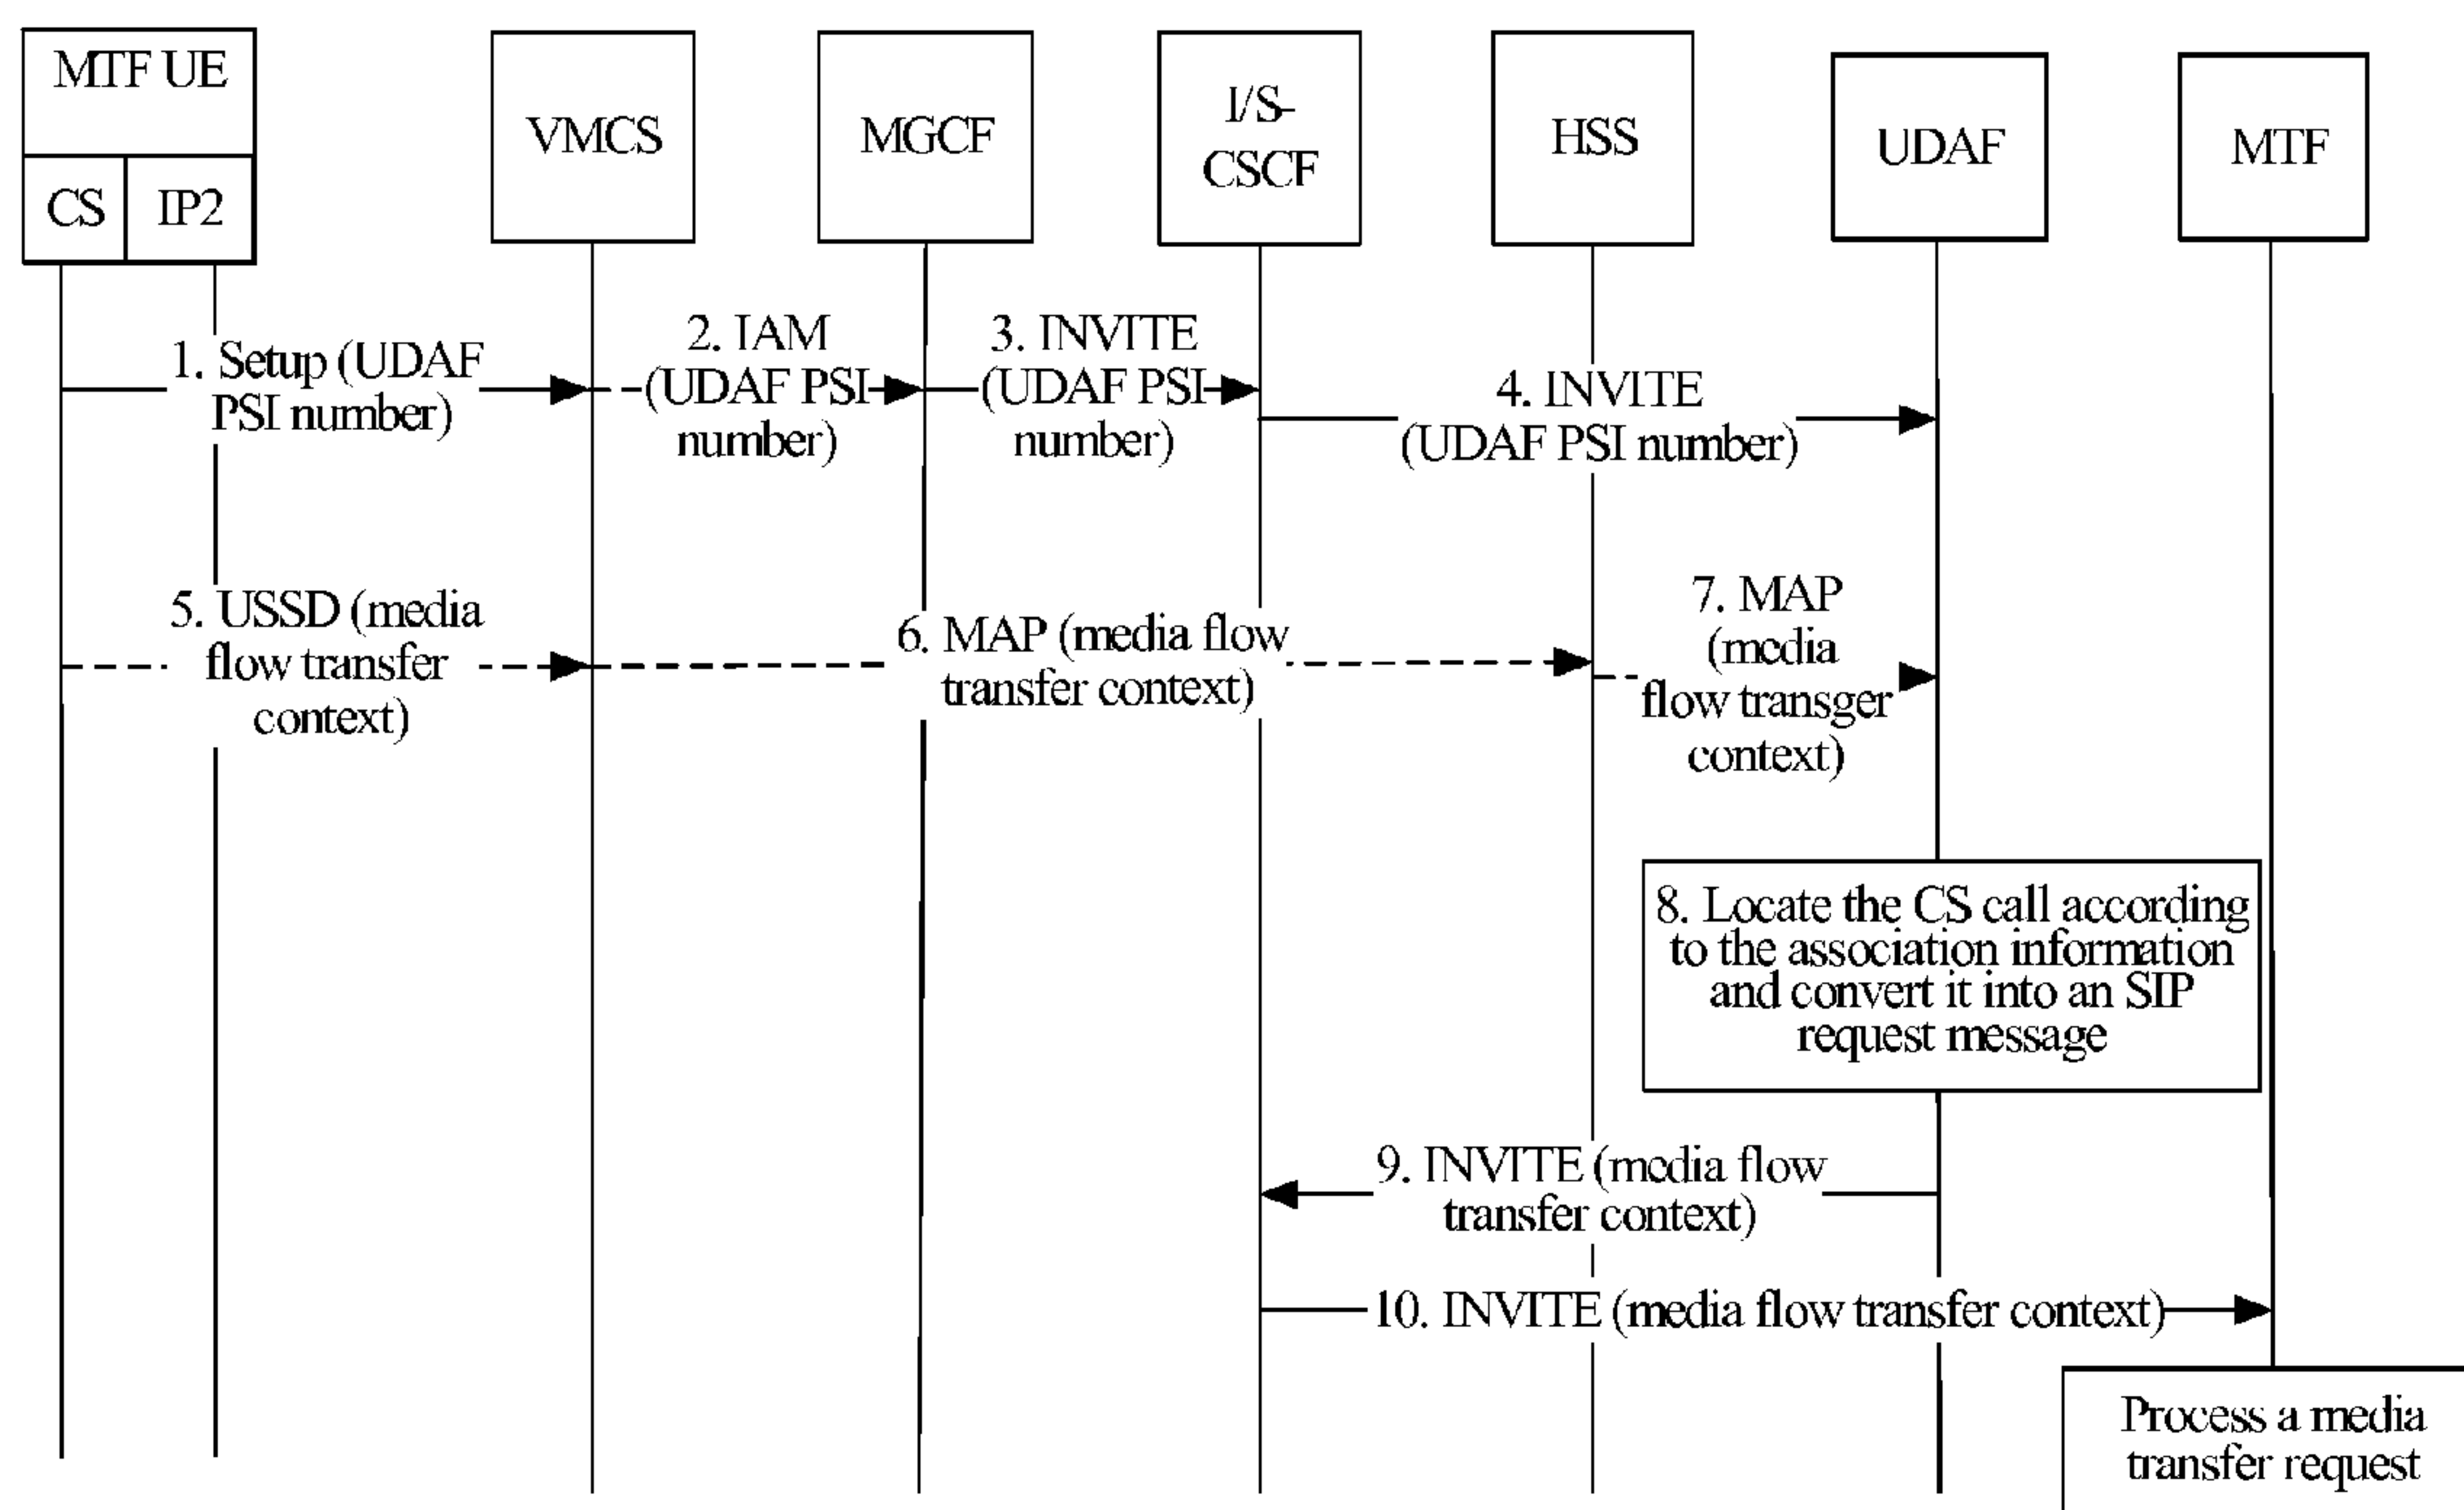 MTF UE
CS
IP2
VMCS
MGCF
I/S-
CSCF
HSS
UDAF
MTF
1. Setup (UDAF
PSI number)
2. IAM
(UDAF PSI
number)
3. INVITE
(UDAF PSI
number)
4. INVITE
(UDAF PSI number)
5. USSD (media
flow transfer
context)
6. MAP (media flow
transfer context)
7. MAP
(media
flow transger
context)
8. Locate the CS call according
to the association information
and convert it into an SIP
request message
9. INVITE (media flow
transfer context)
10. INVITE (media flow transfer context)
Process a media
transfer request